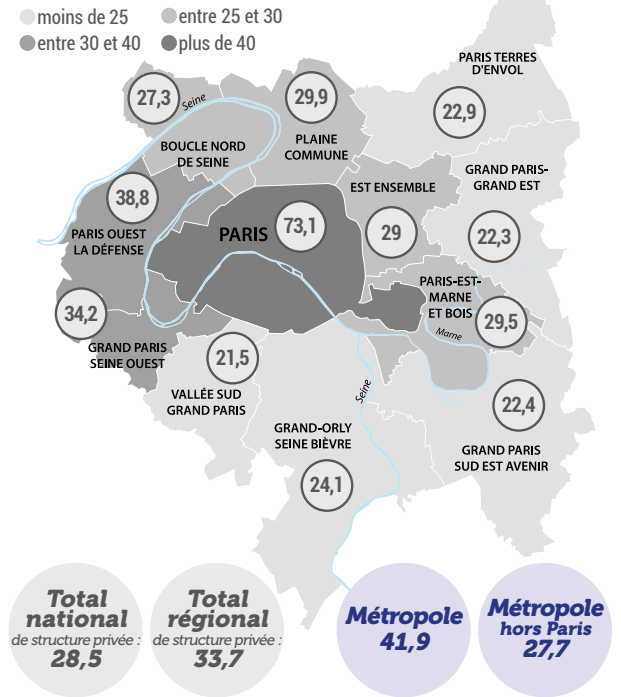 moins de 25
entre 25 et 30
entre 30 et 40
plus de 40
PARIS TERRES
D'ENVOL
22,9
27,3
Seine
BOUCLE NORD
DE SEINE
29,9
PLAINE
COMMUNE
GRAND PARIS-
GRAND EST
22,3
EST ENSEMBLE
29
38,8
PARIS OUEST
LA DÉFENSE
PARIS
73,1
PARIS-EST-
MARNE
ET BOIS
29,5
Marne
34,2
GRAND PARIS
SEINE OUEST
21,5
VALLÉE SUD
GRAND PARIS
Seine
22,4
GRAND PARIS
SUD EST AVENIR
GRAND-ORLY
SEINE BIÈVRE
24,1
Total
national
de structure privée :
28,5
Total
régional
de structure privée :
33,7
Métropole
41,9
Métropole
hors Paris
27,7